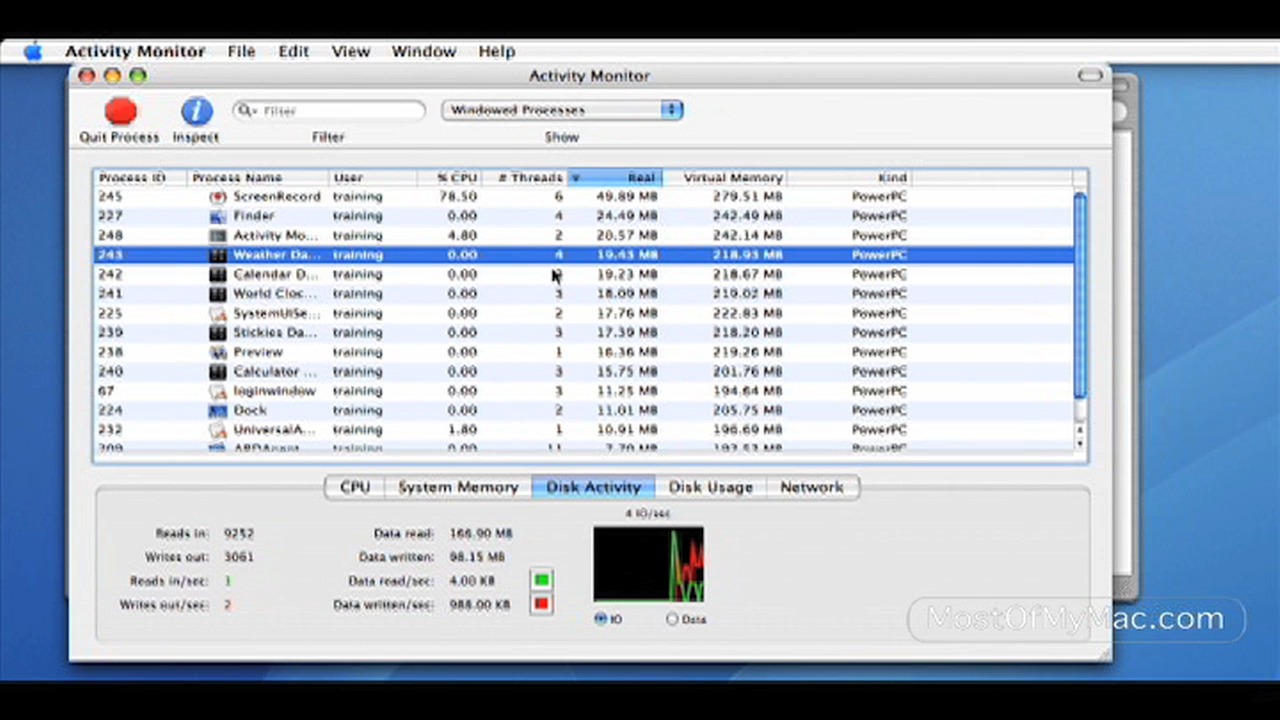 Activity Monitor File Edit View Window Help
Activity Monitor
Filter Windowed Processes
Quit Process Inspect Filter Show
Process ID Process Name User % CPU # Threads Real Virtual Memory Kind
245 ScreenRecord training 78.50 6 49.89 MB 279.51 MB PowerPC
227 Finder training 0.00 4 24.49 MB 242.49 MB PowerPC
248 Activity Mo... training 4.80 2 20.57 MB 242.14 MB PowerPC
243 Weather Da... training 0.00 4 19.43 MB 218.93 MB PowerPC
242 Calendar D... training 0.00 19.23 MB 218.67 MB PowerPC
241 World Cloc... training 0.00 3 18.09 MB 219.02 MB PowerPC
225 SystemUISe... training 0.00 2 17.76 MB 222.83 MB PowerPC
239 Stickies Da... training 0.00 3 17.39 MB 218.20 MB PowerPC
238 Preview training 0.00 1 16.36 MB 219.26 MB PowerPC
240 Calculator ... training 0.00 3 15.75 MB 201.76 MB PowerPC
67 loginwindow training 0.00 3 11.25 MB 194.64 MB PowerPC
224 Dock training 0.00 2 11.01 MB 205.75 MB PowerPC
232 UniversalA... training 1.80 1 10.91 MB 196.69 MB PowerPC
CPU System Memory Disk Activity Disk Usage Network
4 IO/sec
Reads in: 9252 Data read: 166.90 MB
Writes out: 3061 Data written: 98.15 MB
Reads in/sec: 1 Data read/sec: 4.00 KB
Writes out/sec: 2 Data written/sec: 988.00 KB
IO Data
MostOfMyMac.com